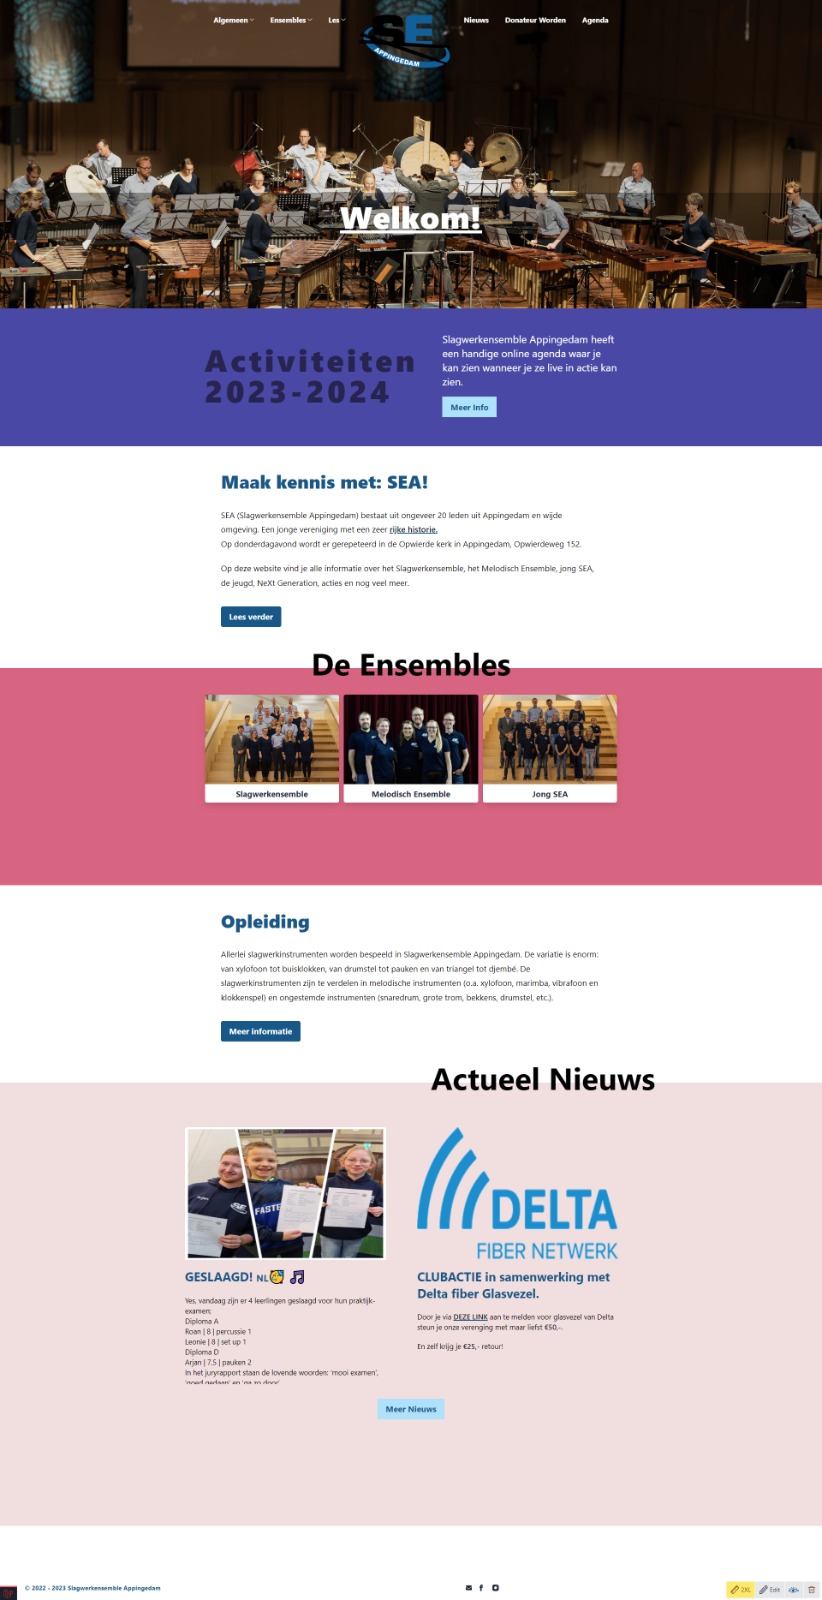 Algemeen Ensembles Les SE APPINGEDAM Nieuws Donateur Worden Agenda
Welkom!
Activiteiten
2023-2024
Slagwerkensemble Appingedam heeft
een handige online agenda waar je
kan zien wanneer je ze live in actie kan
zien.
Meer Info
Maak kennis met: SEA!
SEA (Slagwerkensemble Appingedam) bestaat uit ongeveer 20 leden uit Appingedam en wijde
omgeving. Een jonge vereniging met een zeer rijke historie.
Op donderdagavond wordt er gerepeteerd in de Opwierde kerk in Appingedam, Opwierdeweg 152.
Op deze website vind je alle informatie over het Slagwerkensemble, het Melodisch Ensemble, jong SEA,
de jeugd, NeXt Generation, acties en nog veel meer.
Lees verder
De Ensembles
Slagwerkensemble
Melodisch Ensemble
Jong SEA
Opleiding
Allerlei slagwerkinstrumenten worden bespeeld in Slagwerkensemble Appingedam. De variatie is enorm:
van xylofoon tot buisklokken, van drumstel tot pauken en van triangel tot djembé. De
slagwerkinstrumenten zijn te verdelen in melodische instrumenten (o.a. xylofoon, marimba, vibrafoon en
klokkenspel) en ongestemde instrumenten (snaredrum, grote trom, bekkens, drumstel, etc.).
Meer informatie
Actueel Nieuws
GESLAAGD! NL🥳 🎵
Yes, vandaag zijn er 4 leerlingen geslaagd voor hun praktijk-
examen;
Diploma A
Roan | 8 | percussie 1
Leonie | 8 | set up 1
Diploma D
Arjan | 7,5 | pauken 2
In het juryrapport staan de lovende woorden: 'mooi examen',
'goed gedaan' en 'ga zo door'
DELTA
FIBER NETWERK
CLUBACTIE in samenwerking met
Delta fiber Glasvezel.
Door je via DEZE LINK aan te melden voor glasvezel van Delta
steun je onze verenging met maar liefst €50,-.
En zelf krijg je €25,- retour!
Meer Nieuws
© 2022 - 2023 Slagwerkensemble Appingedam
2XL Edit